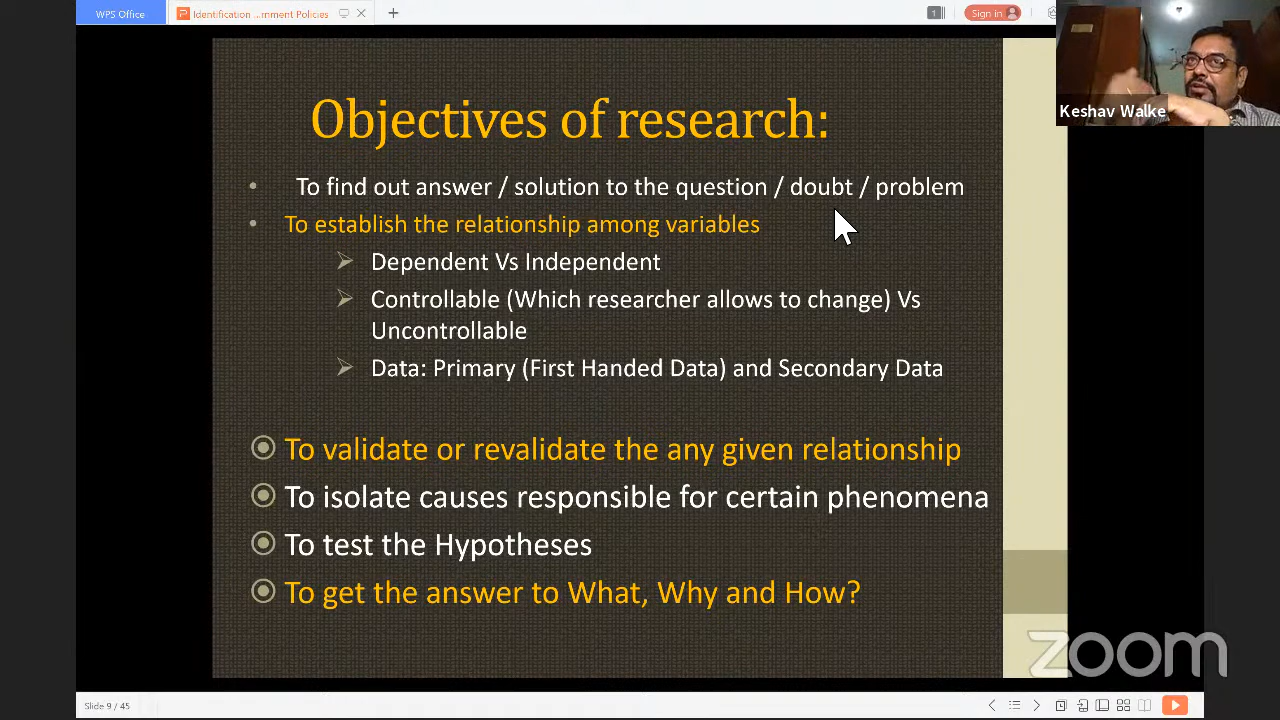 WPS Office
Identification ...rnment Policies
1
Sign in
Keshav Walke
Objectives of research:
• To find out answer / solution to the question / doubt / problem
• To establish the relationship among variables
Dependent Vs Independent
Controllable (Which researcher allows to change) Vs
Uncontrollable
Data: Primary (First Handed Data) and Secondary Data
To validate or revalidate the any given relationship
To isolate causes responsible for certain phenomena
To test the Hypotheses
To get the answer to What, Why and How?
zoom
Slide 9 / 45